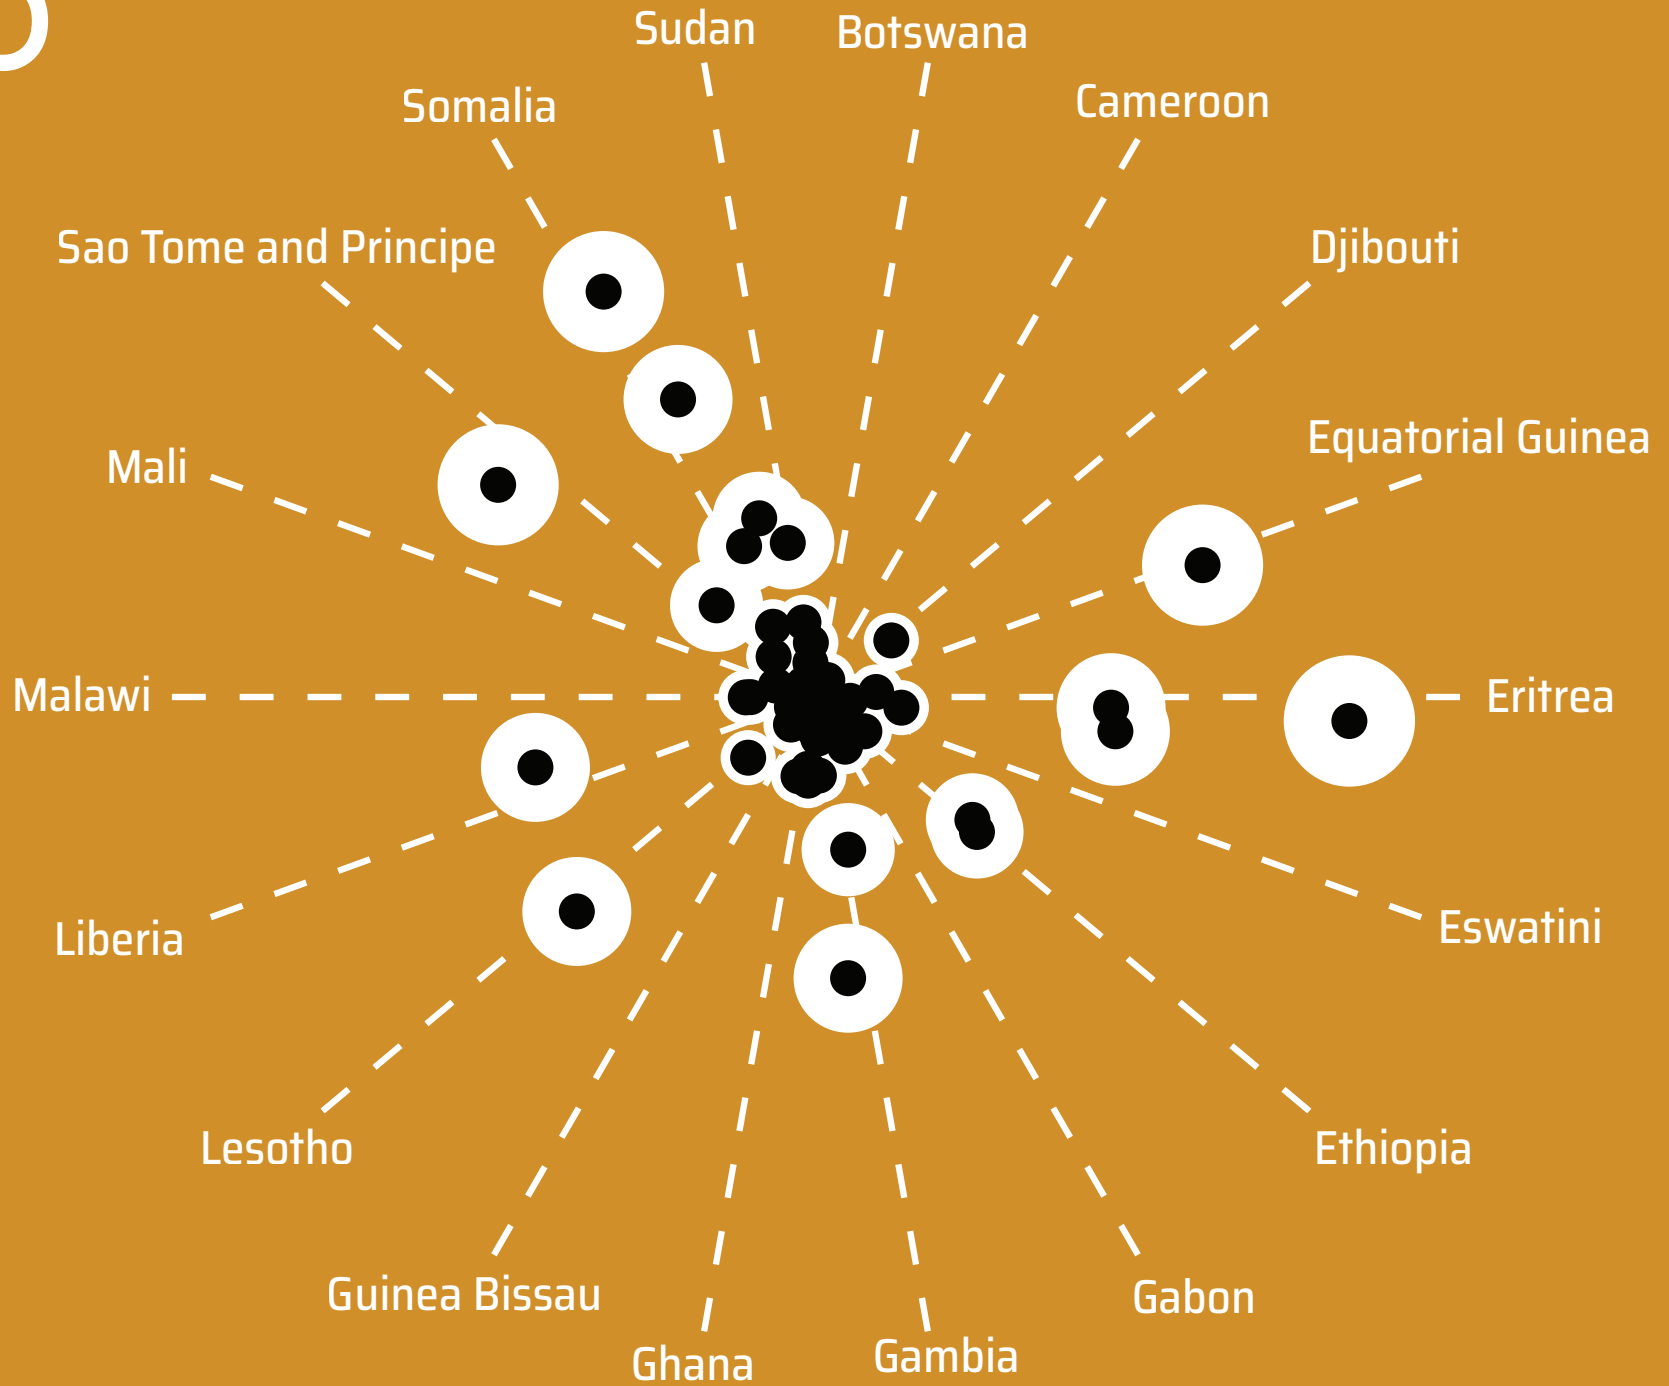 Sudan
Botswana
Somalia
Cameroon
Sao Tome and Principe
Djibouti
Mali
Equatorial Guinea
Malawi
Eritrea
Liberia
Eswatini
Lesotho
Ethiopia
Guinea Bissau
Gabon
Ghana
Gambia